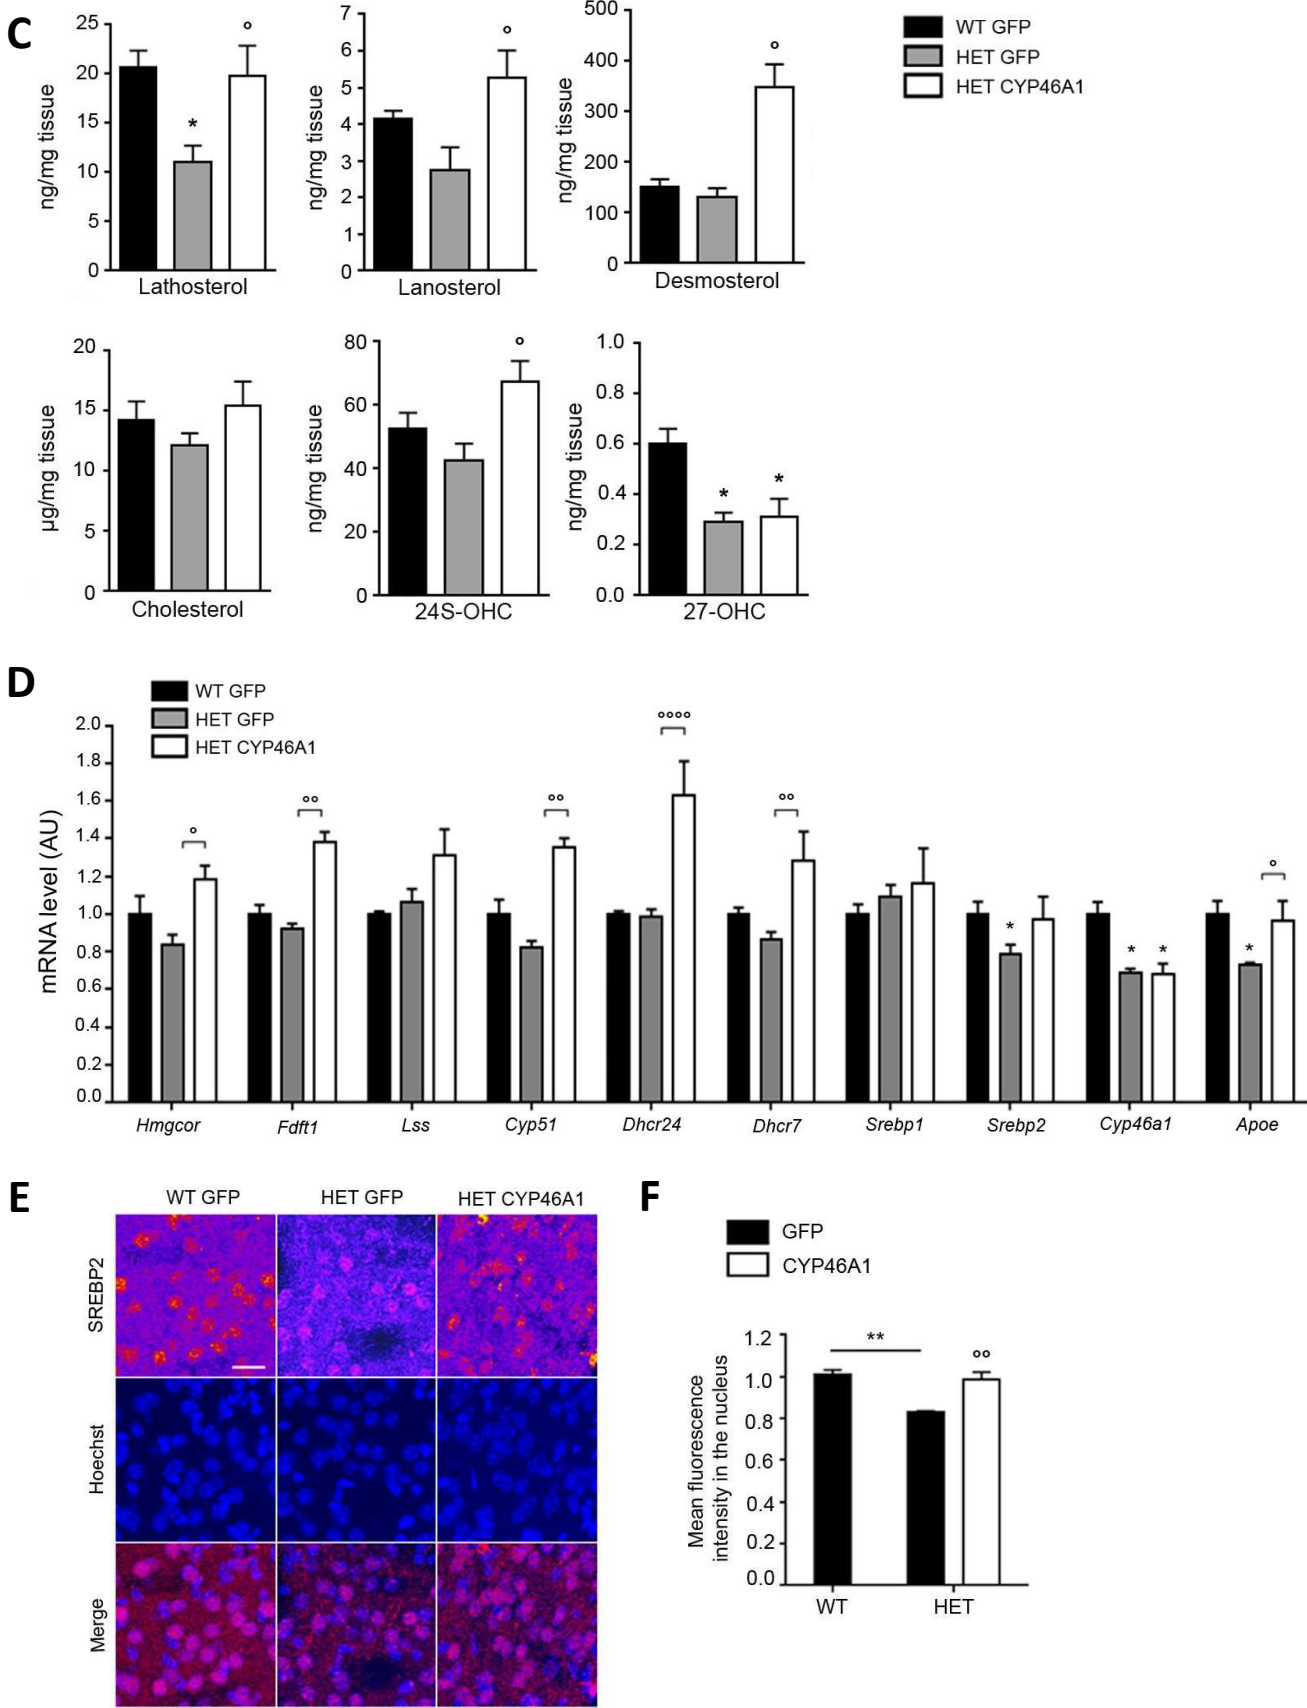 C
WT GFP
HET GFP
HET CYP46A1
25
20
15
10
5
0
ng/mg tissue
*
°
Lathosterol
7
6
5
4
3
2
1
0
ng/mg tissue
°
Lanosterol
500
400
300
200
100
0
ng/mg tissue
°
Desmosterol
20
15
10
5
0
µg/mg tissue
Cholesterol
80
60
40
20
0
ng/mg tissue
°
24S-OHC
1.0
0.8
0.6
0.4
0.2
0.0
ng/mg tissue
* *
27-OHC
D
WT GFP
HET GFP
HET CYP46A1
2.0
1.8
1.6
1.4
1.2
1.0
0.8
0.6
0.4
0.2
0.0
mRNA level (AU)
° °° °° °°°° °° * * * * °
Hmgcor Fdft1 Lss Cyp51 Dhcr24 Dhcr7 Srebp1 Srebp2 Cyp46a1 Apoe
E
WT GFP HET GFP HET CYP46A1
SREBP2
Hoechst
Merge
F
GFP
CYP46A1
1.2
1.0
0.8
0.6
0.4
0.2
0.0
Mean fluorescence
intensity in the nucleus
** °°
WT HET